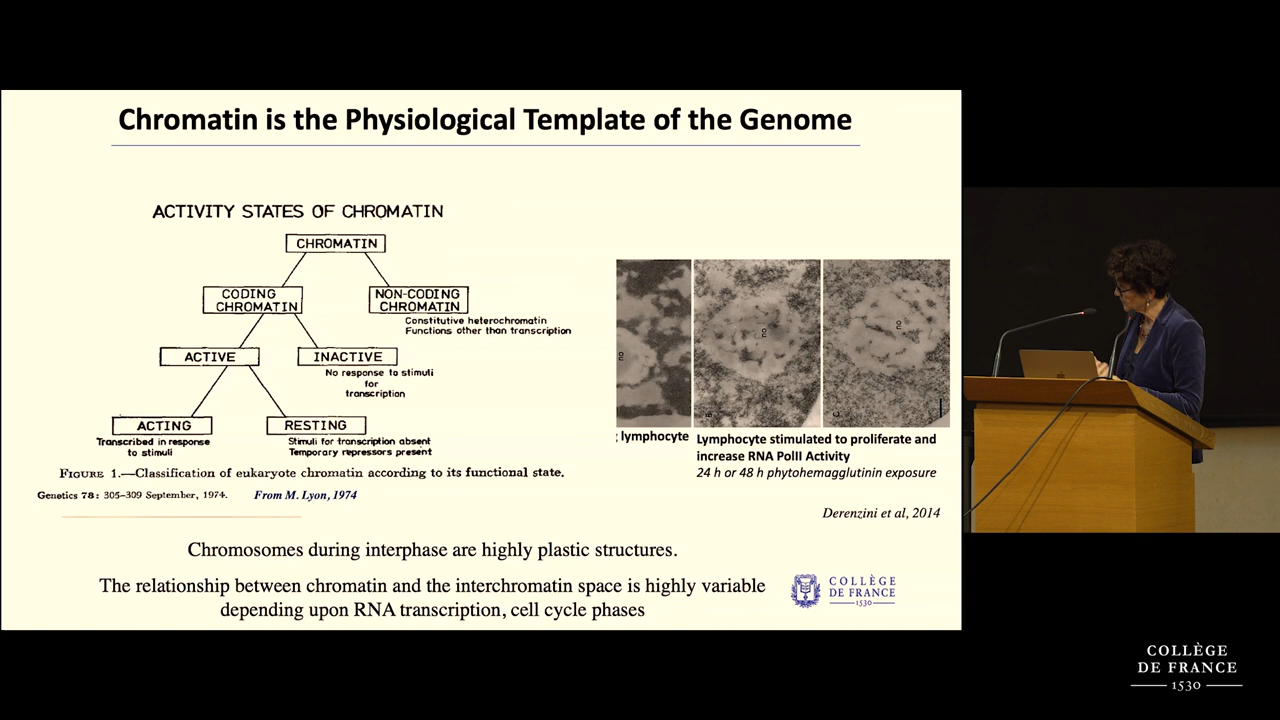 Chromatin is the Physiological Template of the Genome
ACTIVITY STATES OF CHROMATIN
CHROMATIN
CODING
CHROMATIN
NON-CODING
CHROMATIN
Constitutive heterochromatin
Functions other than transcription
ACTIVE
INACTIVE
No response to stimuli
for
transcription
ACTING
Transcribed in response
to stimuli
RESTING
Stimuli for transcription absent
Temporary repressors present
FIGURE 1.—Classification of eukaryote chromatin according to its functional state.
Genetics 78: 305-309 September, 1974.
From M. Lyon, 1974
no
no
no
lymphocyte
Lymphocyte stimulated to proliferate and
increase RNA PolII Activity
24 h or 48 h phytohemagglutinin exposure
Derenzini et al, 2014
Chromosomes during interphase are highly plastic structures.
The relationship between chromatin and the interchromatin space is highly variable
depending upon RNA transcription, cell cycle phases
COLLÈGE
DE FRANCE
1530
COLLÈGE
DE FRANCE
1530